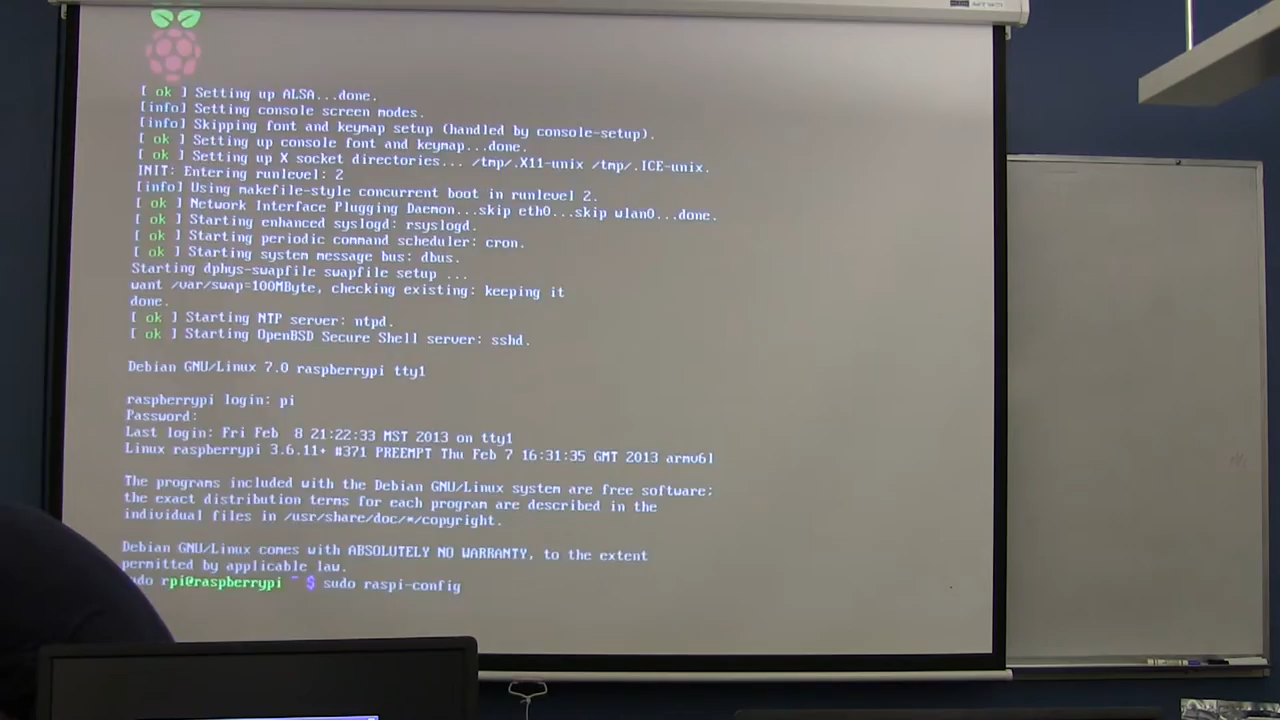 [ ok ] Setting up ALSA...done.
[info] Setting console screen modes.
[info] Skipping font and keymap setup (handled by console-setup).
[ ok ] Setting up console font and keymap...done.
[ ok ] Setting up X socket directories... /tmp/.X11-unix /tmp/.ICE-unix.
INIT: Entering runlevel: 2
[info] Using makefile-style concurrent boot in runlevel 2.
[ ok ] Network Interface Plugging Daemon...skip eth0...skip wlan0...done.
[ ok ] Starting enhanced syslogd: rsyslogd.
[ ok ] Starting periodic command scheduler: cron.
[ ok ] Starting system message bus: dbus.
Starting dphys-swapfile swapfile setup ...
want /var/swap=100MByte, checking existing: keeping it
done.
[ ok ] Starting NTP server: ntpd.
[ ok ] Starting OpenBSD Secure Shell server: sshd.
Debian GNU/Linux 7.0 raspberrypi tty1
raspberrypi login: pi
Password:
Last login: Fri Feb  8 21:22:33 MST 2013 on tty1
Linux raspberrypi 3.6.11+ #371 PREEMPT Thu Feb 7 16:31:35 GMT 2013 armv6l
The programs included with the Debian GNU/Linux system are free software;
the exact distribution terms for each program are described in the
individual files in /usr/share/doc/*/copyright.
Debian GNU/Linux comes with ABSOLUTELY NO WARRANTY, to the extent
permitted by applicable law.
udo rpi@raspberrypi ~ $ sudo raspi-config